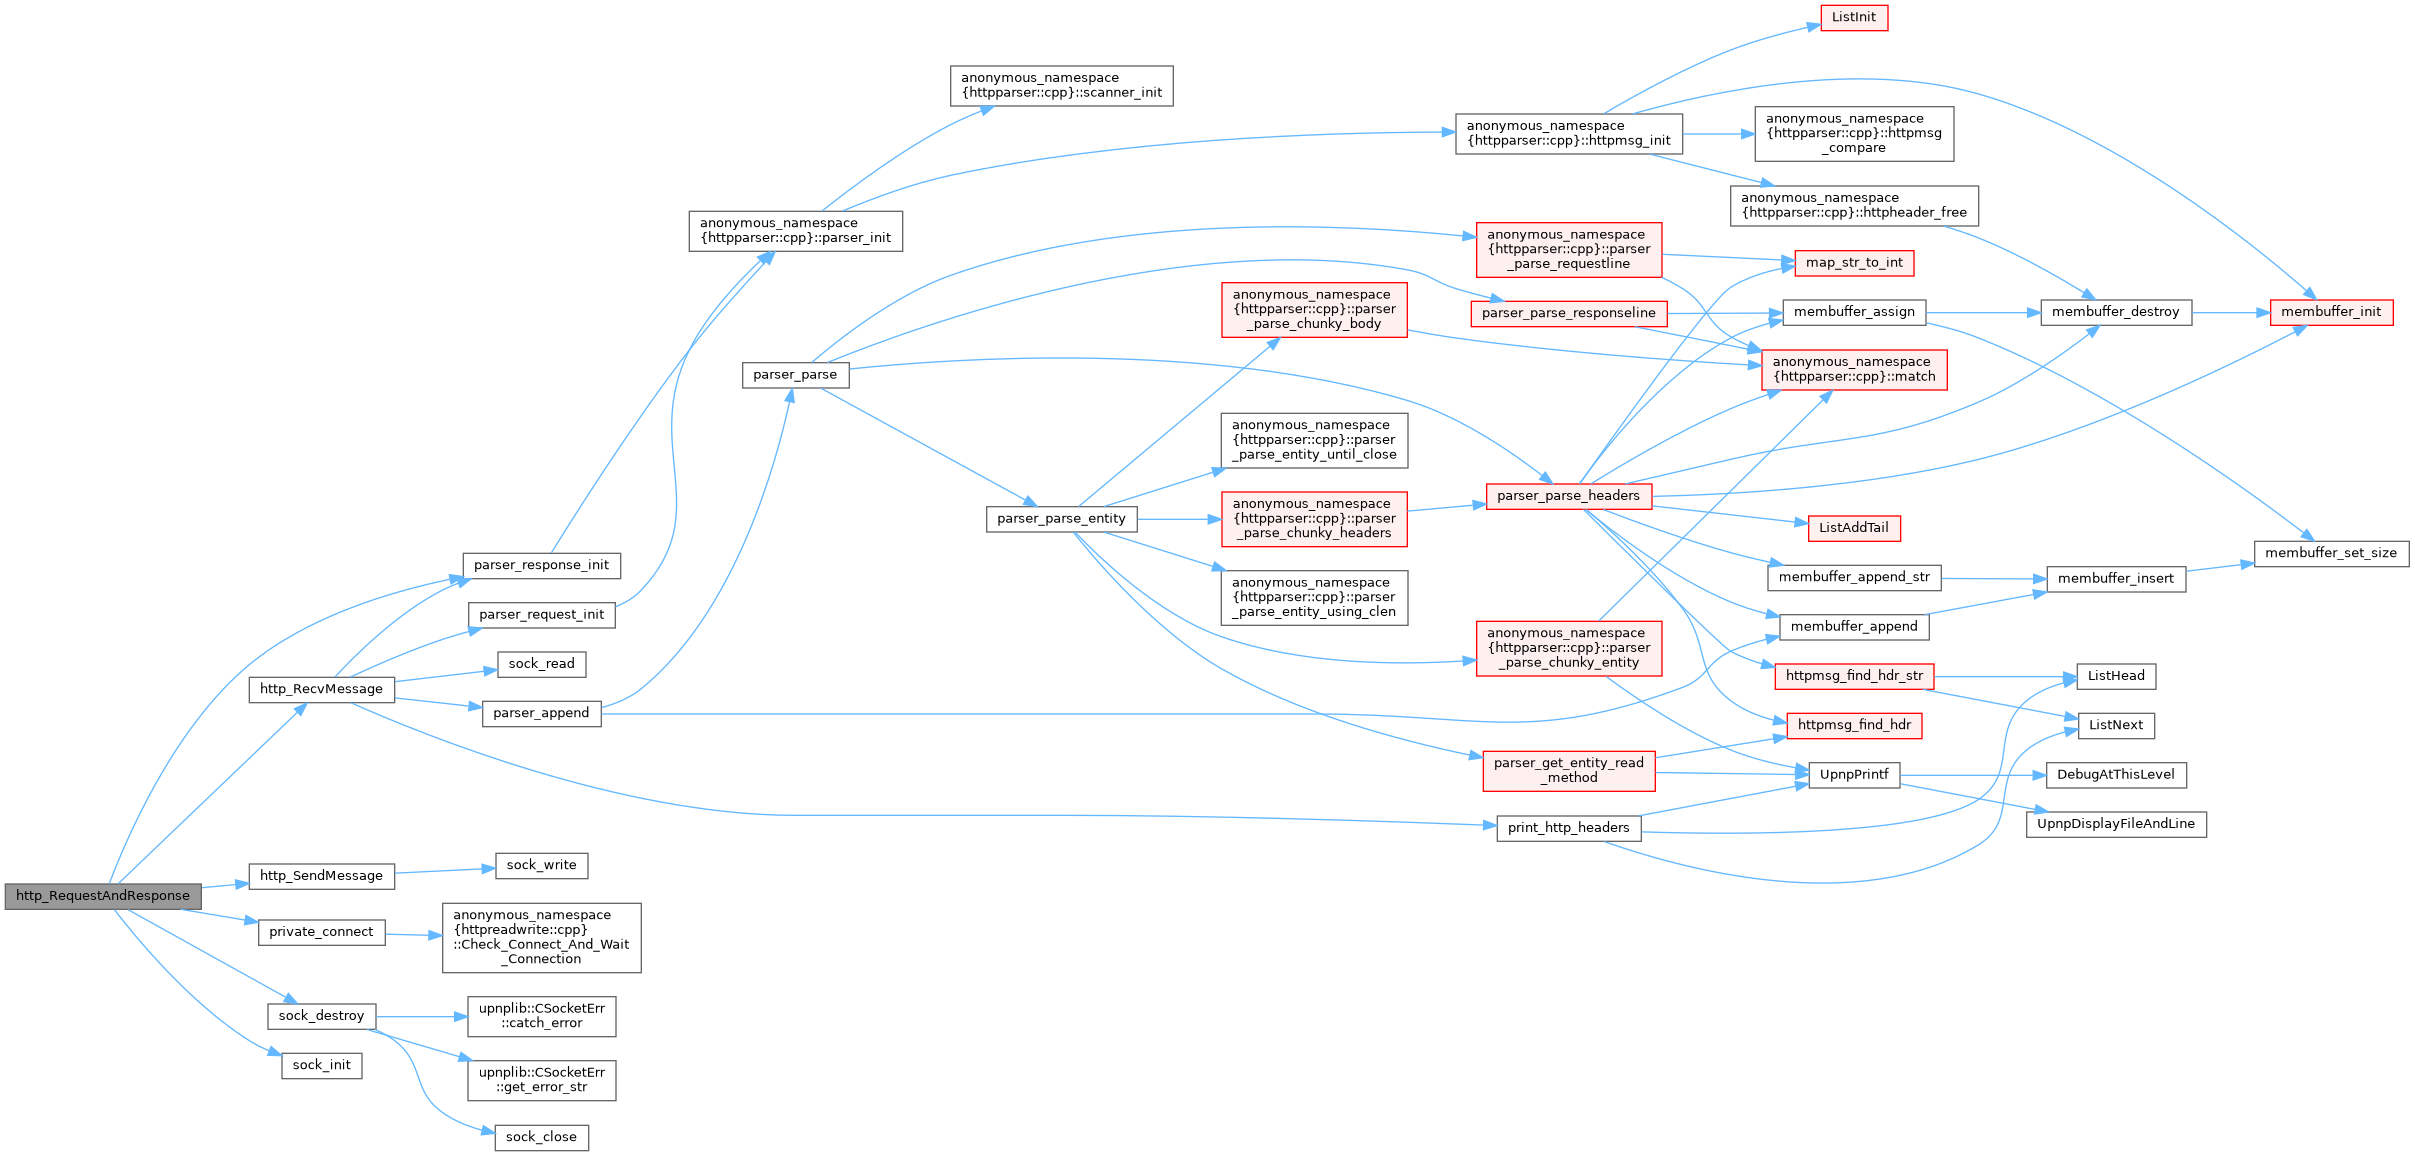 http_RequestAndResponse
http_RecvMessage
http_SendMessage
private_connect
sock_destroy
sock_init
parser_response_init
parser_request_init
sock_read
parser_append
sock_write
anonymous_namespace
{httpreadwrite::cpp}
::Check_Connect_And_Wait
_Connection
upnplib::CSocketErr
::catch_error
upnplib::CSocketErr
::get_error_str
sock_close
anonymous_namespace
{httpparser::cpp}::parser_init
parser_parse
anonymous_namespace
{httpparser::cpp}::scanner_init
parser_parse_entity
anonymous_namespace
{httpparser::cpp}::parser
_parse_chunky_body
anonymous_namespace
{httpparser::cpp}::parser
_parse_entity_until_close
anonymous_namespace
{httpparser::cpp}::parser
_parse_chunky_headers
anonymous_namespace
{httpparser::cpp}::parser
_parse_entity_using_clen
anonymous_namespace
{httpparser::cpp}::httpmsg_init
anonymous_namespace
{httpparser::cpp}::parser
_parse_requestline
parser_parse_responseline
parser_parse_headers
anonymous_namespace
{httpparser::cpp}::parser
_parse_chunky_entity
parser_get_entity_read
_method
print_http_headers
ListInit
anonymous_namespace
{httpparser::cpp}::httpmsg
_compare
anonymous_namespace
{httpparser::cpp}::httpheader_free
map_str_to_int
membuffer_assign
anonymous_namespace
{httpparser::cpp}::match
ListAddTail
membuffer_append_str
membuffer_append
httpmsg_find_hdr_str
httpmsg_find_hdr
UpnpPrintf
membuffer_destroy
membuffer_insert
ListHead
ListNext
DebugAtThisLevel
UpnpDisplayFileAndLine
membuffer_init
membuffer_set_size